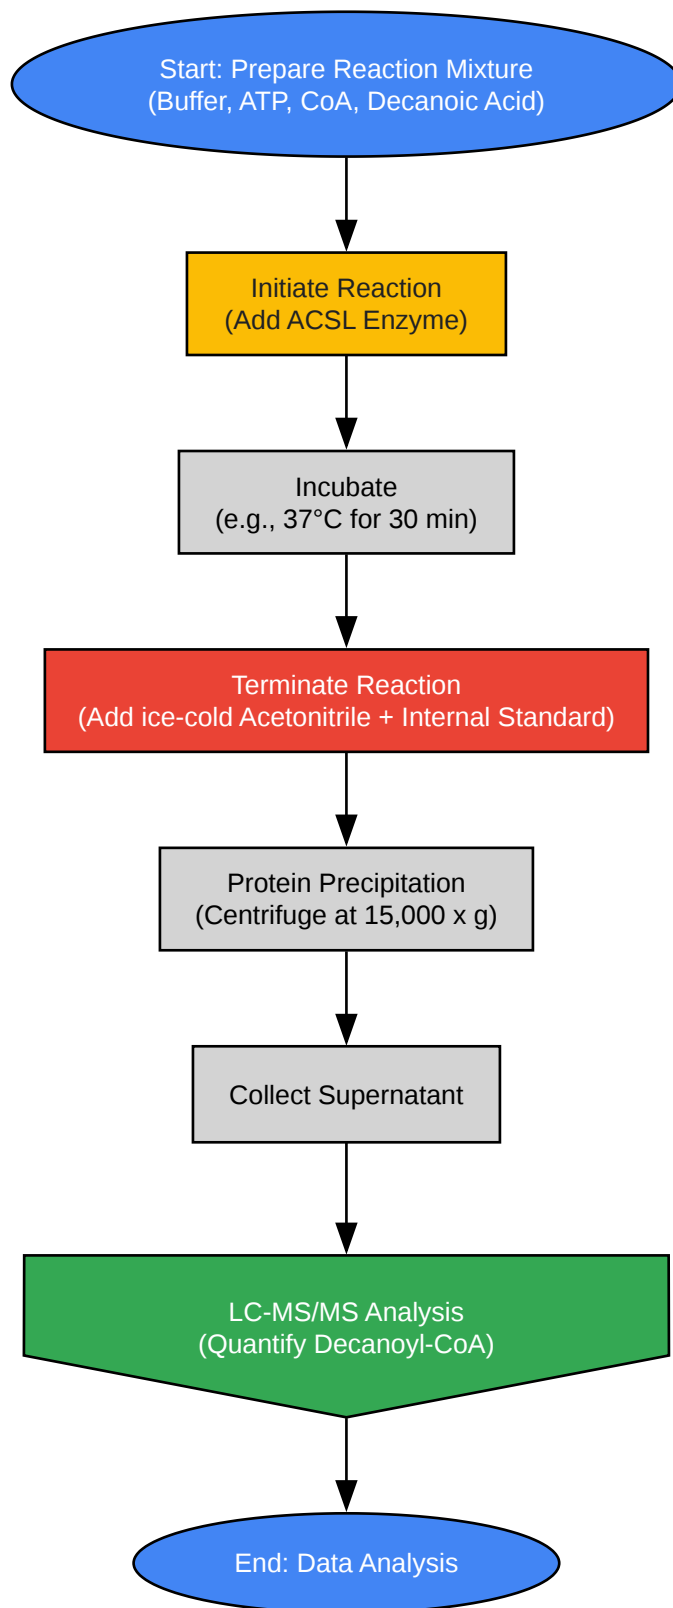 Start: Prepare Reaction Mixture
(Buffer, ATP, CoA, Decanoic Acid)
Initiate Reaction
(Add ACSL Enzyme)
Incubate
(e.g., 37°C for 30 min)
Terminate Reaction
(Add ice-cold Acetonitrile + Internal Standard)
Protein Precipitation
(Centrifuge at 15,000 x g)
Collect Supernatant
LC-MS/MS Analysis
(Quantify Decanoyl-CoA)
End: Data Analysis